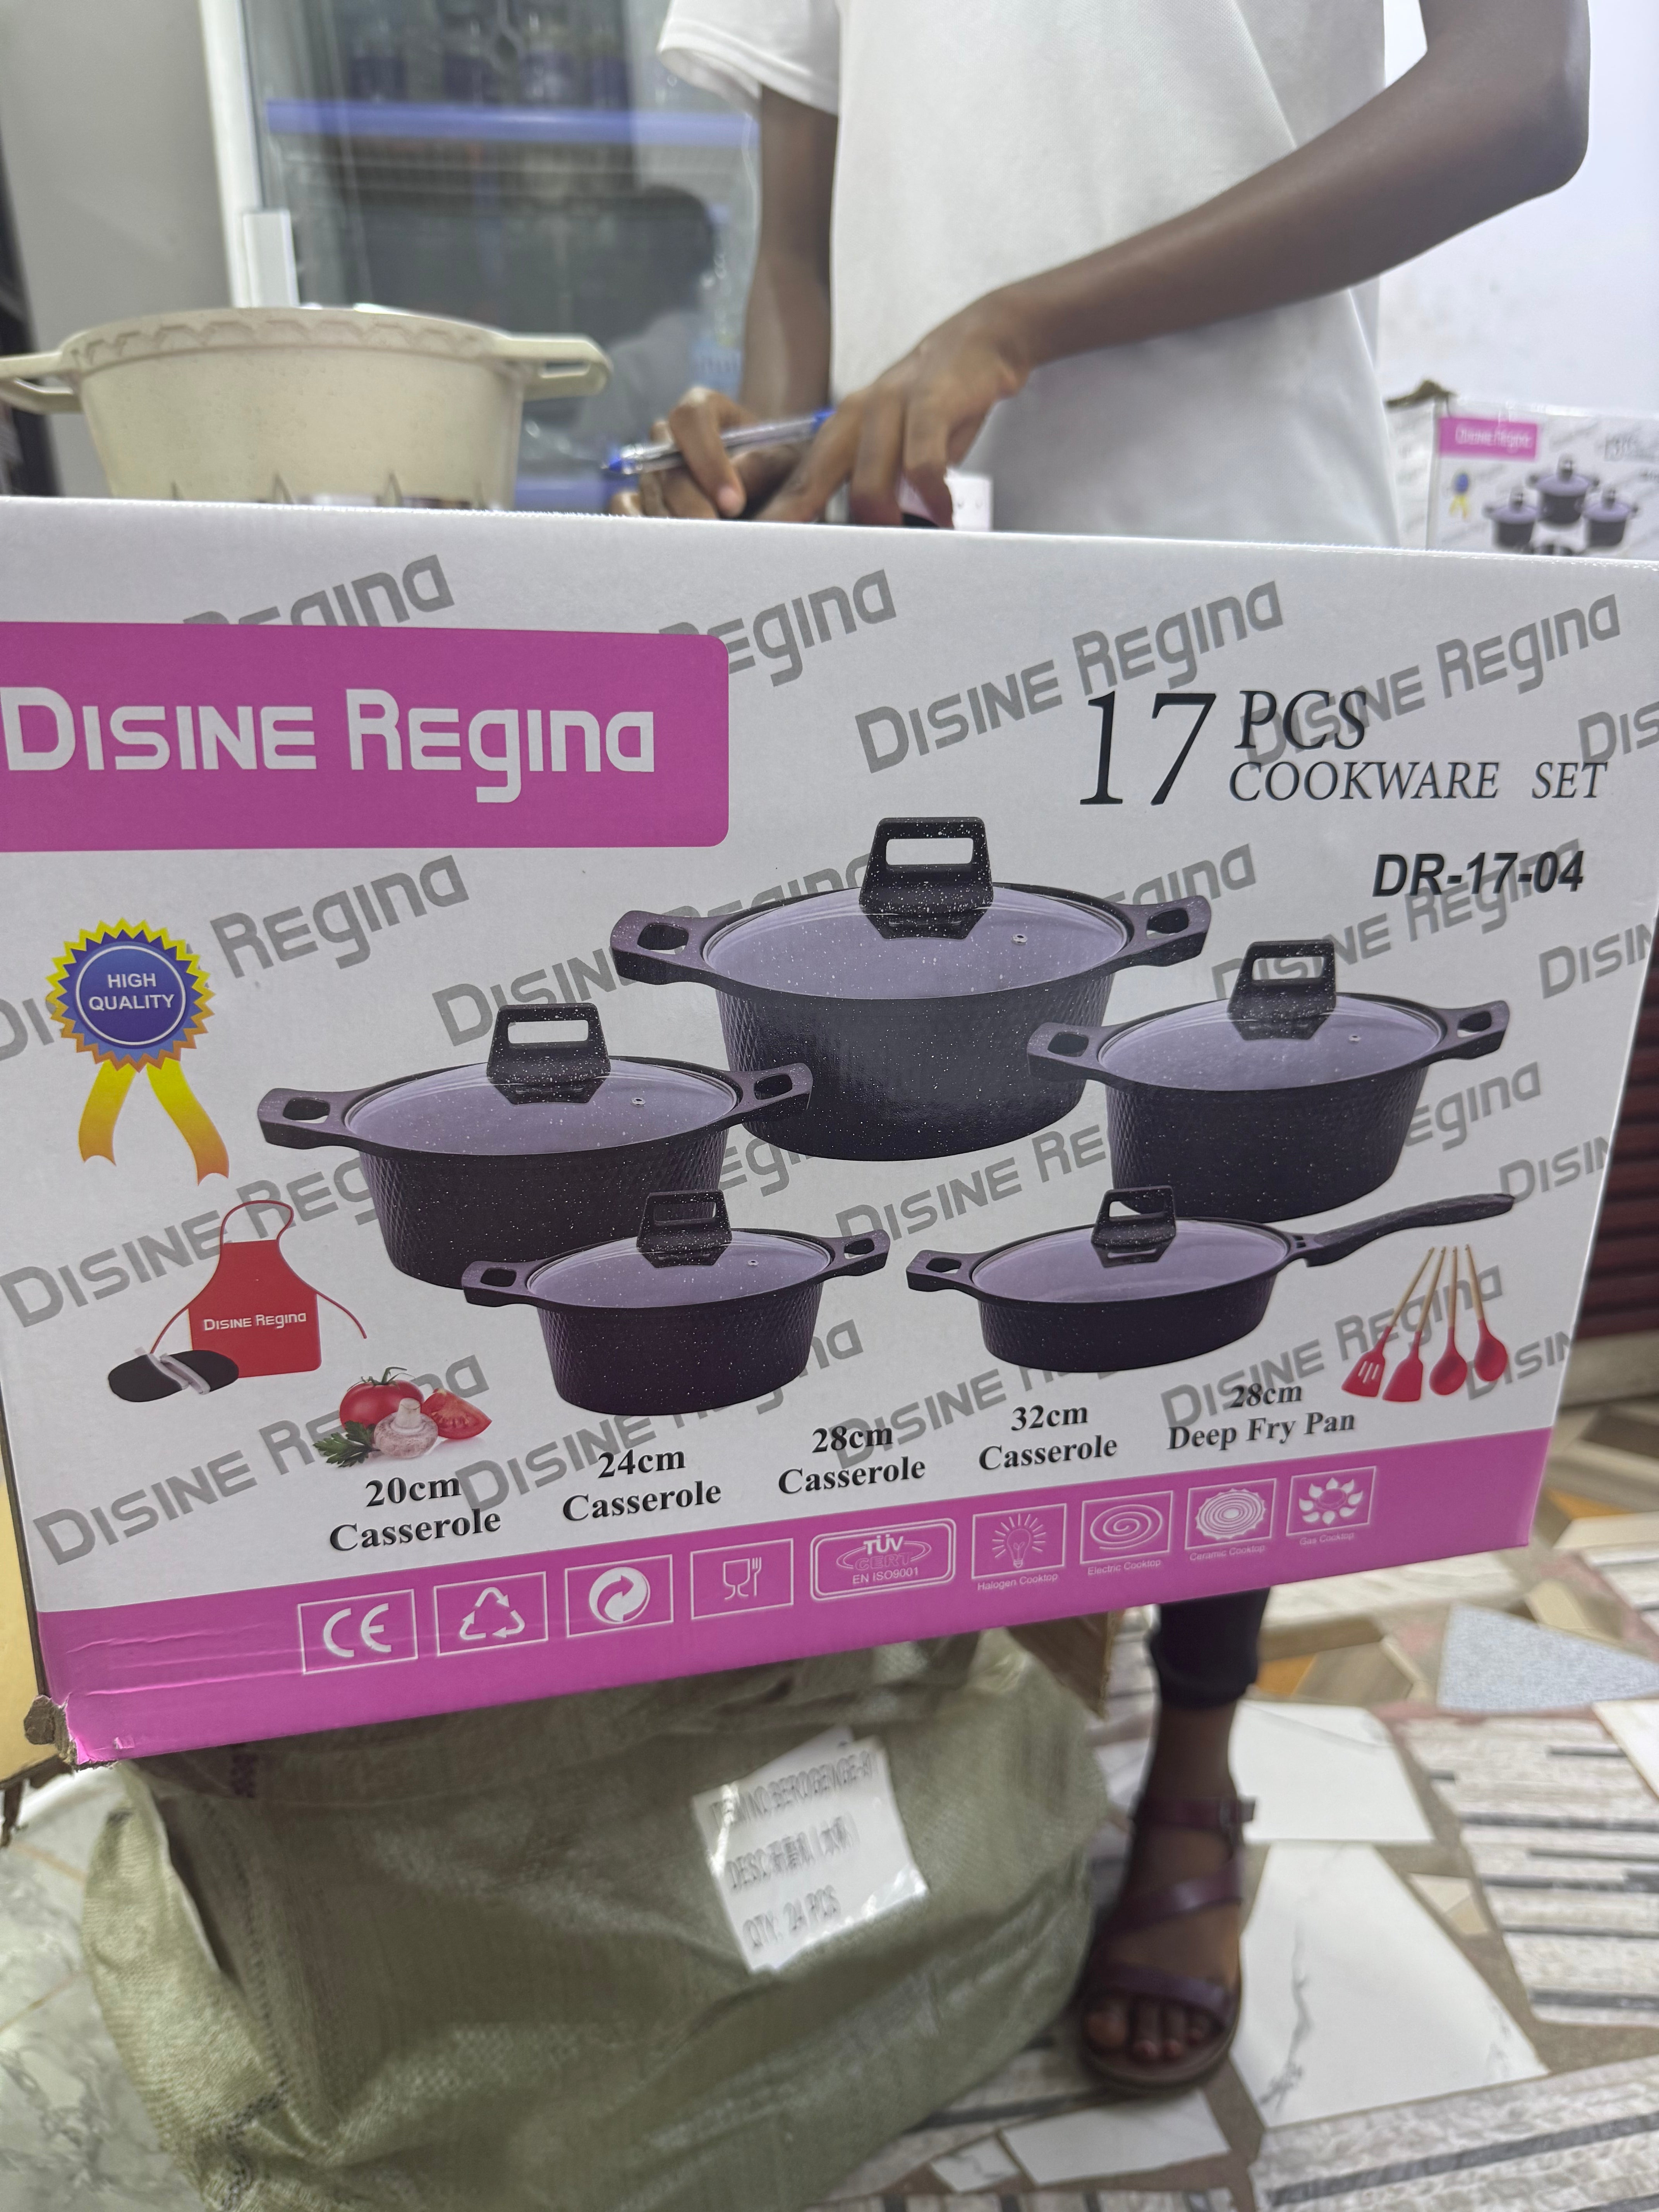 Disine Regina
17 PCS
COOKWARE SET
DR-17-04
HIGH
QUALITY
Disine Regina
20cm
Casserole
24cm
Casserole
28cm
Casserole
32cm
Casserole
28cm
Deep Fry Pan
CE
TÜV
CERT
EN ISO9001
Halogen Cooktop
Electric Cooktop
Ceramic Cooktop
Gas Cooktop
Disine Regina
QTY: 24 PCS